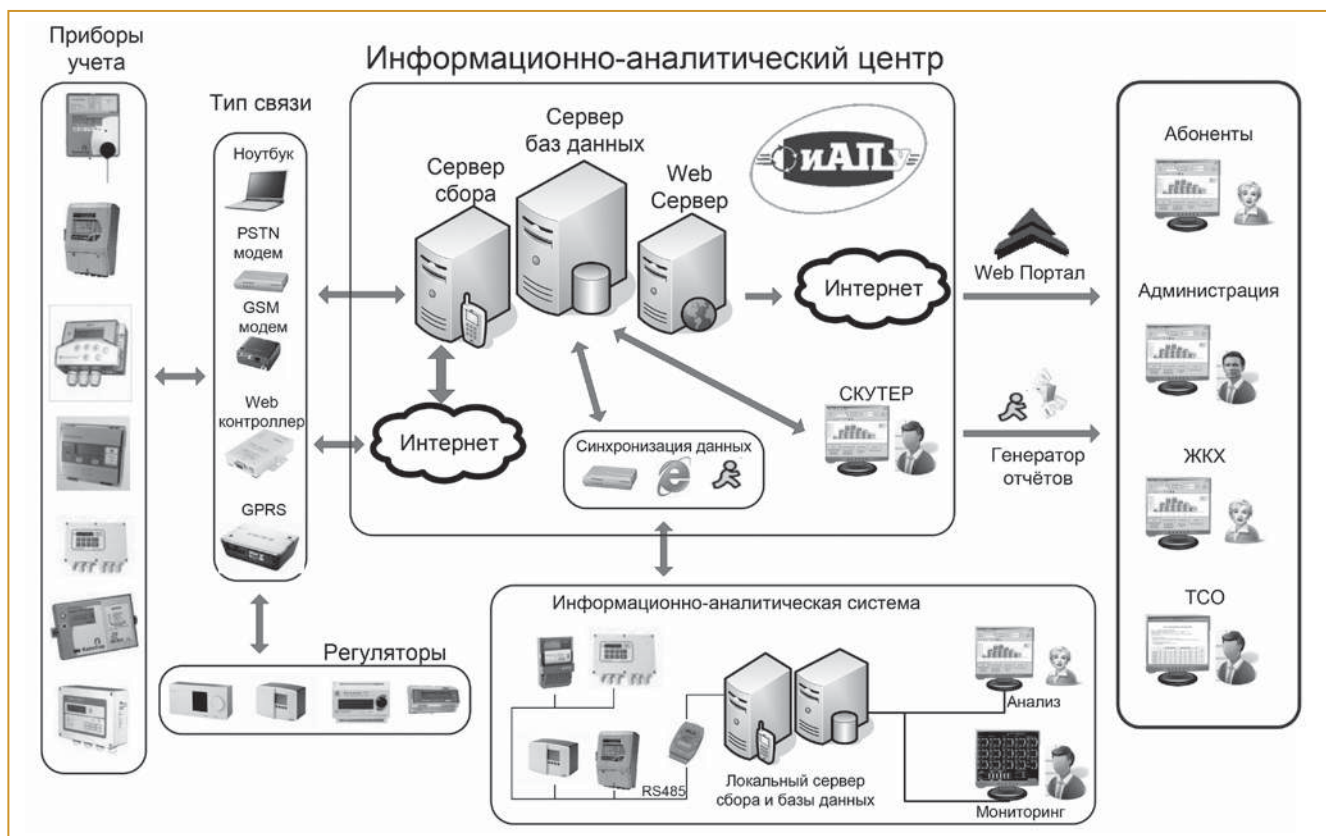 Приборы
учета
Информационно-аналитический центр
Тип связи
Ноутбук
PSTN
модем
GSM
модем
Web
контроллер
GPRS
Сервер
сбора
Сервер
баз данных
Web
Сервер
СиАПу
Интернет
Интернет
Синхронизация данных
СКУТЕР
Web Портал
Генератор
отчётов
Абоненты
Администрация
ЖКХ
ТСО
Регуляторы
Информационно-аналитическая система
RS485
Локальный сервер
сбора и базы данных
Анализ
Мониторинг